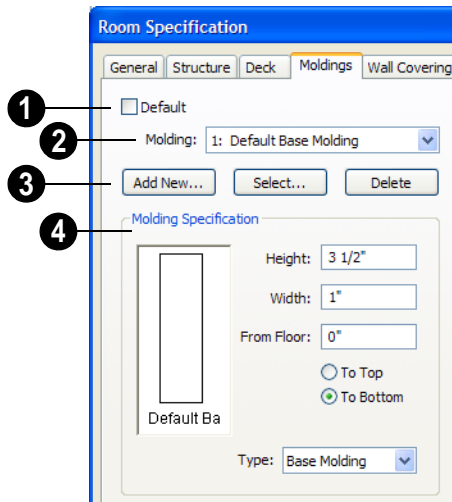 Room Specification
General Structure Deck Moldings Wall Covering
1 Default
2 Molding: 1: Default Base Molding
3 Add New... Select... Delete
4 Molding Specification
Height: 3 1/2"
Width: 1"
From Floor: 0"
To Top
To Bottom
Default Ba
Type: Base Molding